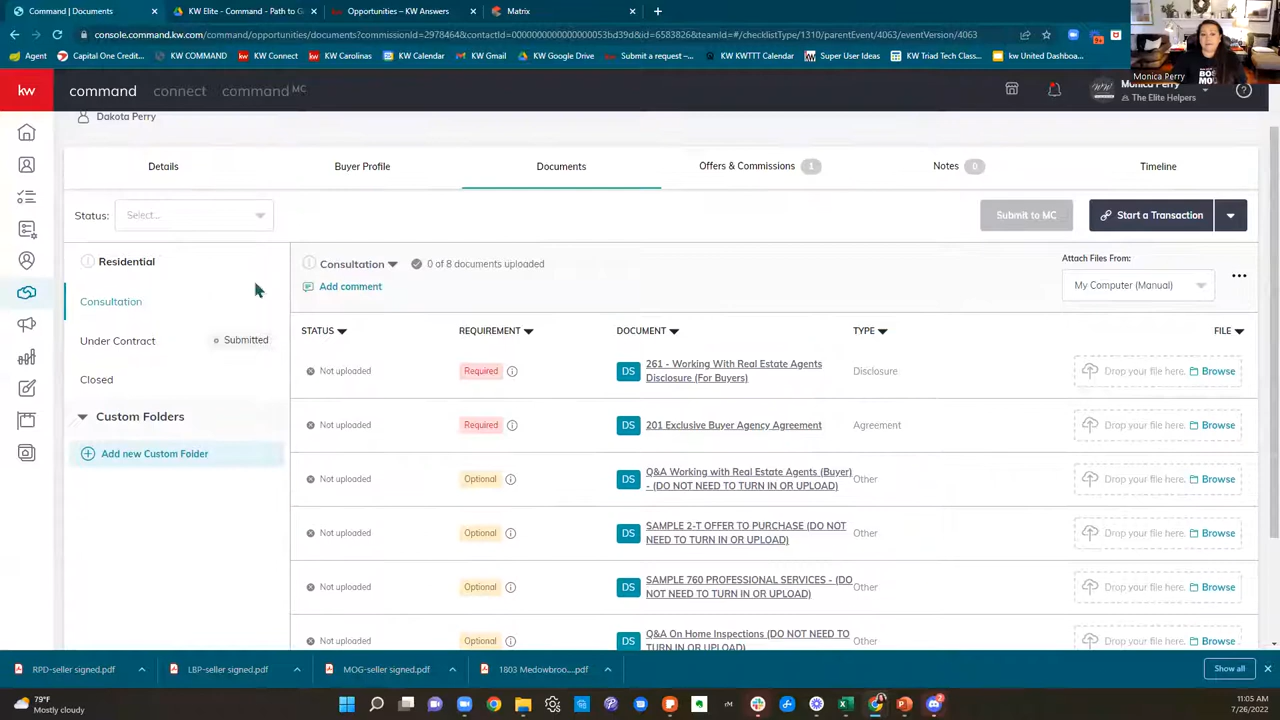 Command | Documents
KW Elite - Command - Path to G
Opportunities – KW Answers
Matrix
console.command.kw.com/command/opportunities/documents?commissionId=2978464&contactId=0000000000000000053bd39d&id=6583826&teamId=#/checklistType/1310/parentEvent/4063/eventVersion/4063
Agent
Capital One Credit...
KW COMMAND
KW Connect
KW Carolinas
KW Calendar
KW Gmail
KW Google Drive
Submit a request –...
KW KWTTT Calendar
Super User Ideas
KW Triad Tech Class...
kw United Dashboa...
Monica Perry
kw command connect command MC
Monica Perry
The Elite Helpers
Dakota Perry
Details Buyer Profile Documents Offers & Commissions 1 Notes 0 Timeline
Status: Select...
Submit to MC Start a Transaction
Residential
Consultation
Under Contract Submitted
Closed
Custom Folders
Add new Custom Folder
Consultation 0 of 8 documents uploaded
Add comment
Attach Files From:
My Computer (Manual)
STATUS REQUIREMENT DOCUMENT TYPE FILE
Not uploaded Required DS 261 - Working With Real Estate Agents
Disclosure (For Buyers) Disclosure Drop your file here. Browse
Not uploaded Required DS 201 Exclusive Buyer Agency Agreement Agreement Drop your file here. Browse
Not uploaded Optional DS Q&A Working with Real Estate Agents (Buyer)
- (DO NOT NEED TO TURN IN OR UPLOAD) Other Drop your file here. Browse
Not uploaded Optional DS SAMPLE 2-T OFFER TO PURCHASE (DO NOT
NEED TO TURN IN OR UPLOAD) Other Drop your file here. Browse
Not uploaded Optional DS SAMPLE 760 PROFESSIONAL SERVICES - (DO
NOT NEED TO TURN IN OR UPLOAD) Other Drop your file here. Browse
Not uploaded Optional DS Q&A On Home Inspections (DO NOT NEED TO
TURN IN OR UPLOAD) Other Drop your file here. Browse
RPD-seller signed.pdf
LBP-seller signed.pdf
MOG-seller signed.pdf
1803 Medowbroo....pdf
Show all
79°F
Mostly cloudy
11:05 AM
7/26/2022